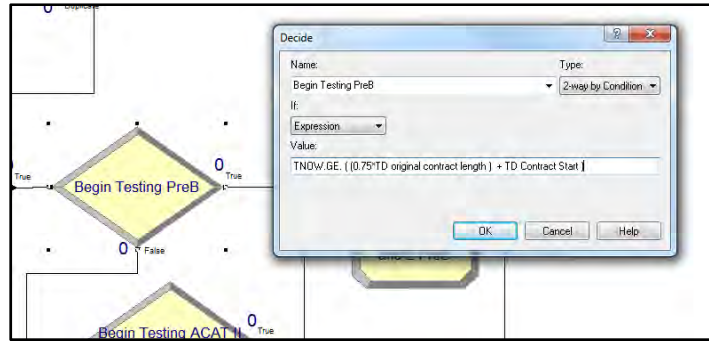 0 Duplicate
Decide
Name:
Type:
Begin Testing PreB
2-way by Condition
If:
Expression
Value:
TNOW.GE. ( (0.75*TD original contract length ) + TD Contract Start )
OK
Cancel
Help
True
Begin Testing PreB
0
True
0
False
Begin Testing ACAT II
0
True